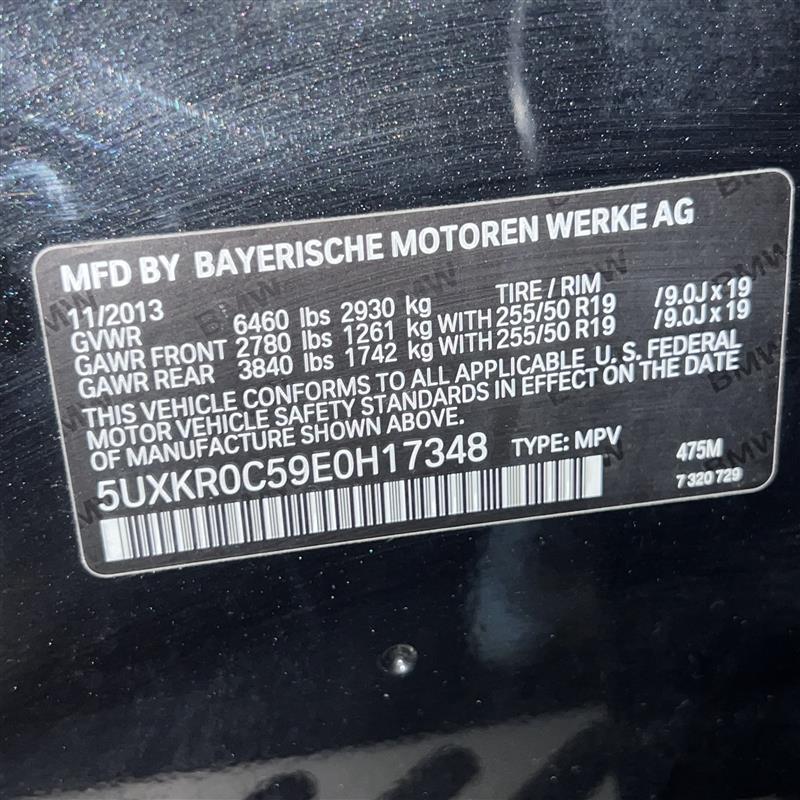 MFD BY BAYERISCHE MOTOREN WERKE AG
11/2013 TIRE / RIM
GVWR 6460 lbs 2930 kg
GAWR FRONT 2780 lbs 1261 kg WITH 255/50 R19 /9.0J x 19
GAWR REAR 3840 lbs 1742 kg WITH 255/50 R19 /9.0J x 19
THIS VEHICLE CONFORMS TO ALL APPLICABLE U. S. FEDERAL
MOTOR VEHICLE SAFETY STANDARDS IN EFFECT ON THE DATE
OF MANUFACTURE SHOWN ABOVE.
5UXKR0C59E0H17348 TYPE: MPV 475M
7 320 729